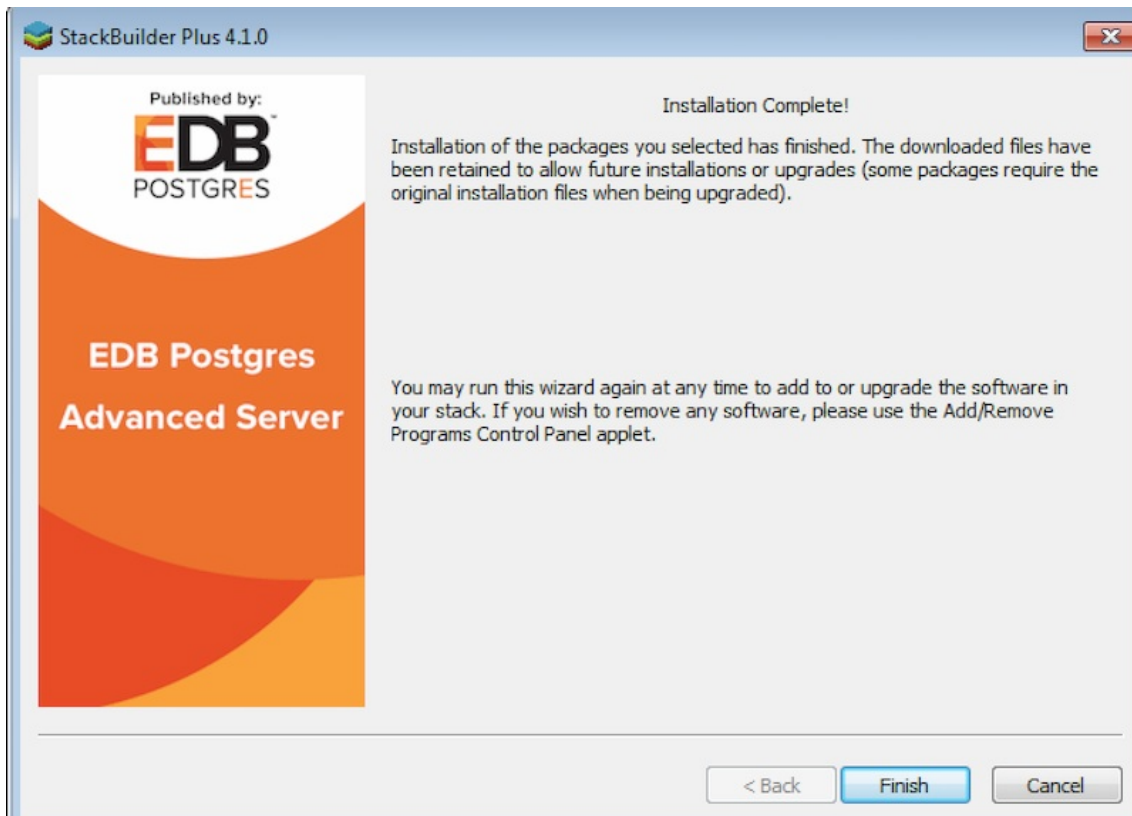 StackBuilder Plus 4.1.0
Published by:
EDB™
POSTGRES
EDB Postgres
Advanced Server
Installation Complete!
Installation of the packages you selected has finished. The downloaded files have
been retained to allow future installations or upgrades (some packages require the
original installation files when being upgraded).
You may run this wizard again at any time to add to or upgrade the software in
your stack. If you wish to remove any software, please use the Add/Remove
Programs Control Panel applet.
< Back
Finish
Cancel